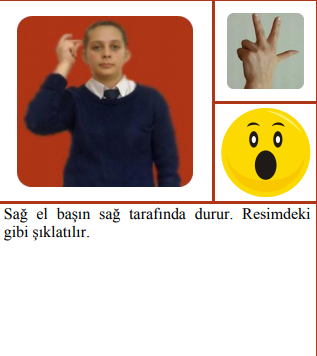 Sağ el başın sağ tarafında durur. Resimdeki
gibi şıklatılır.